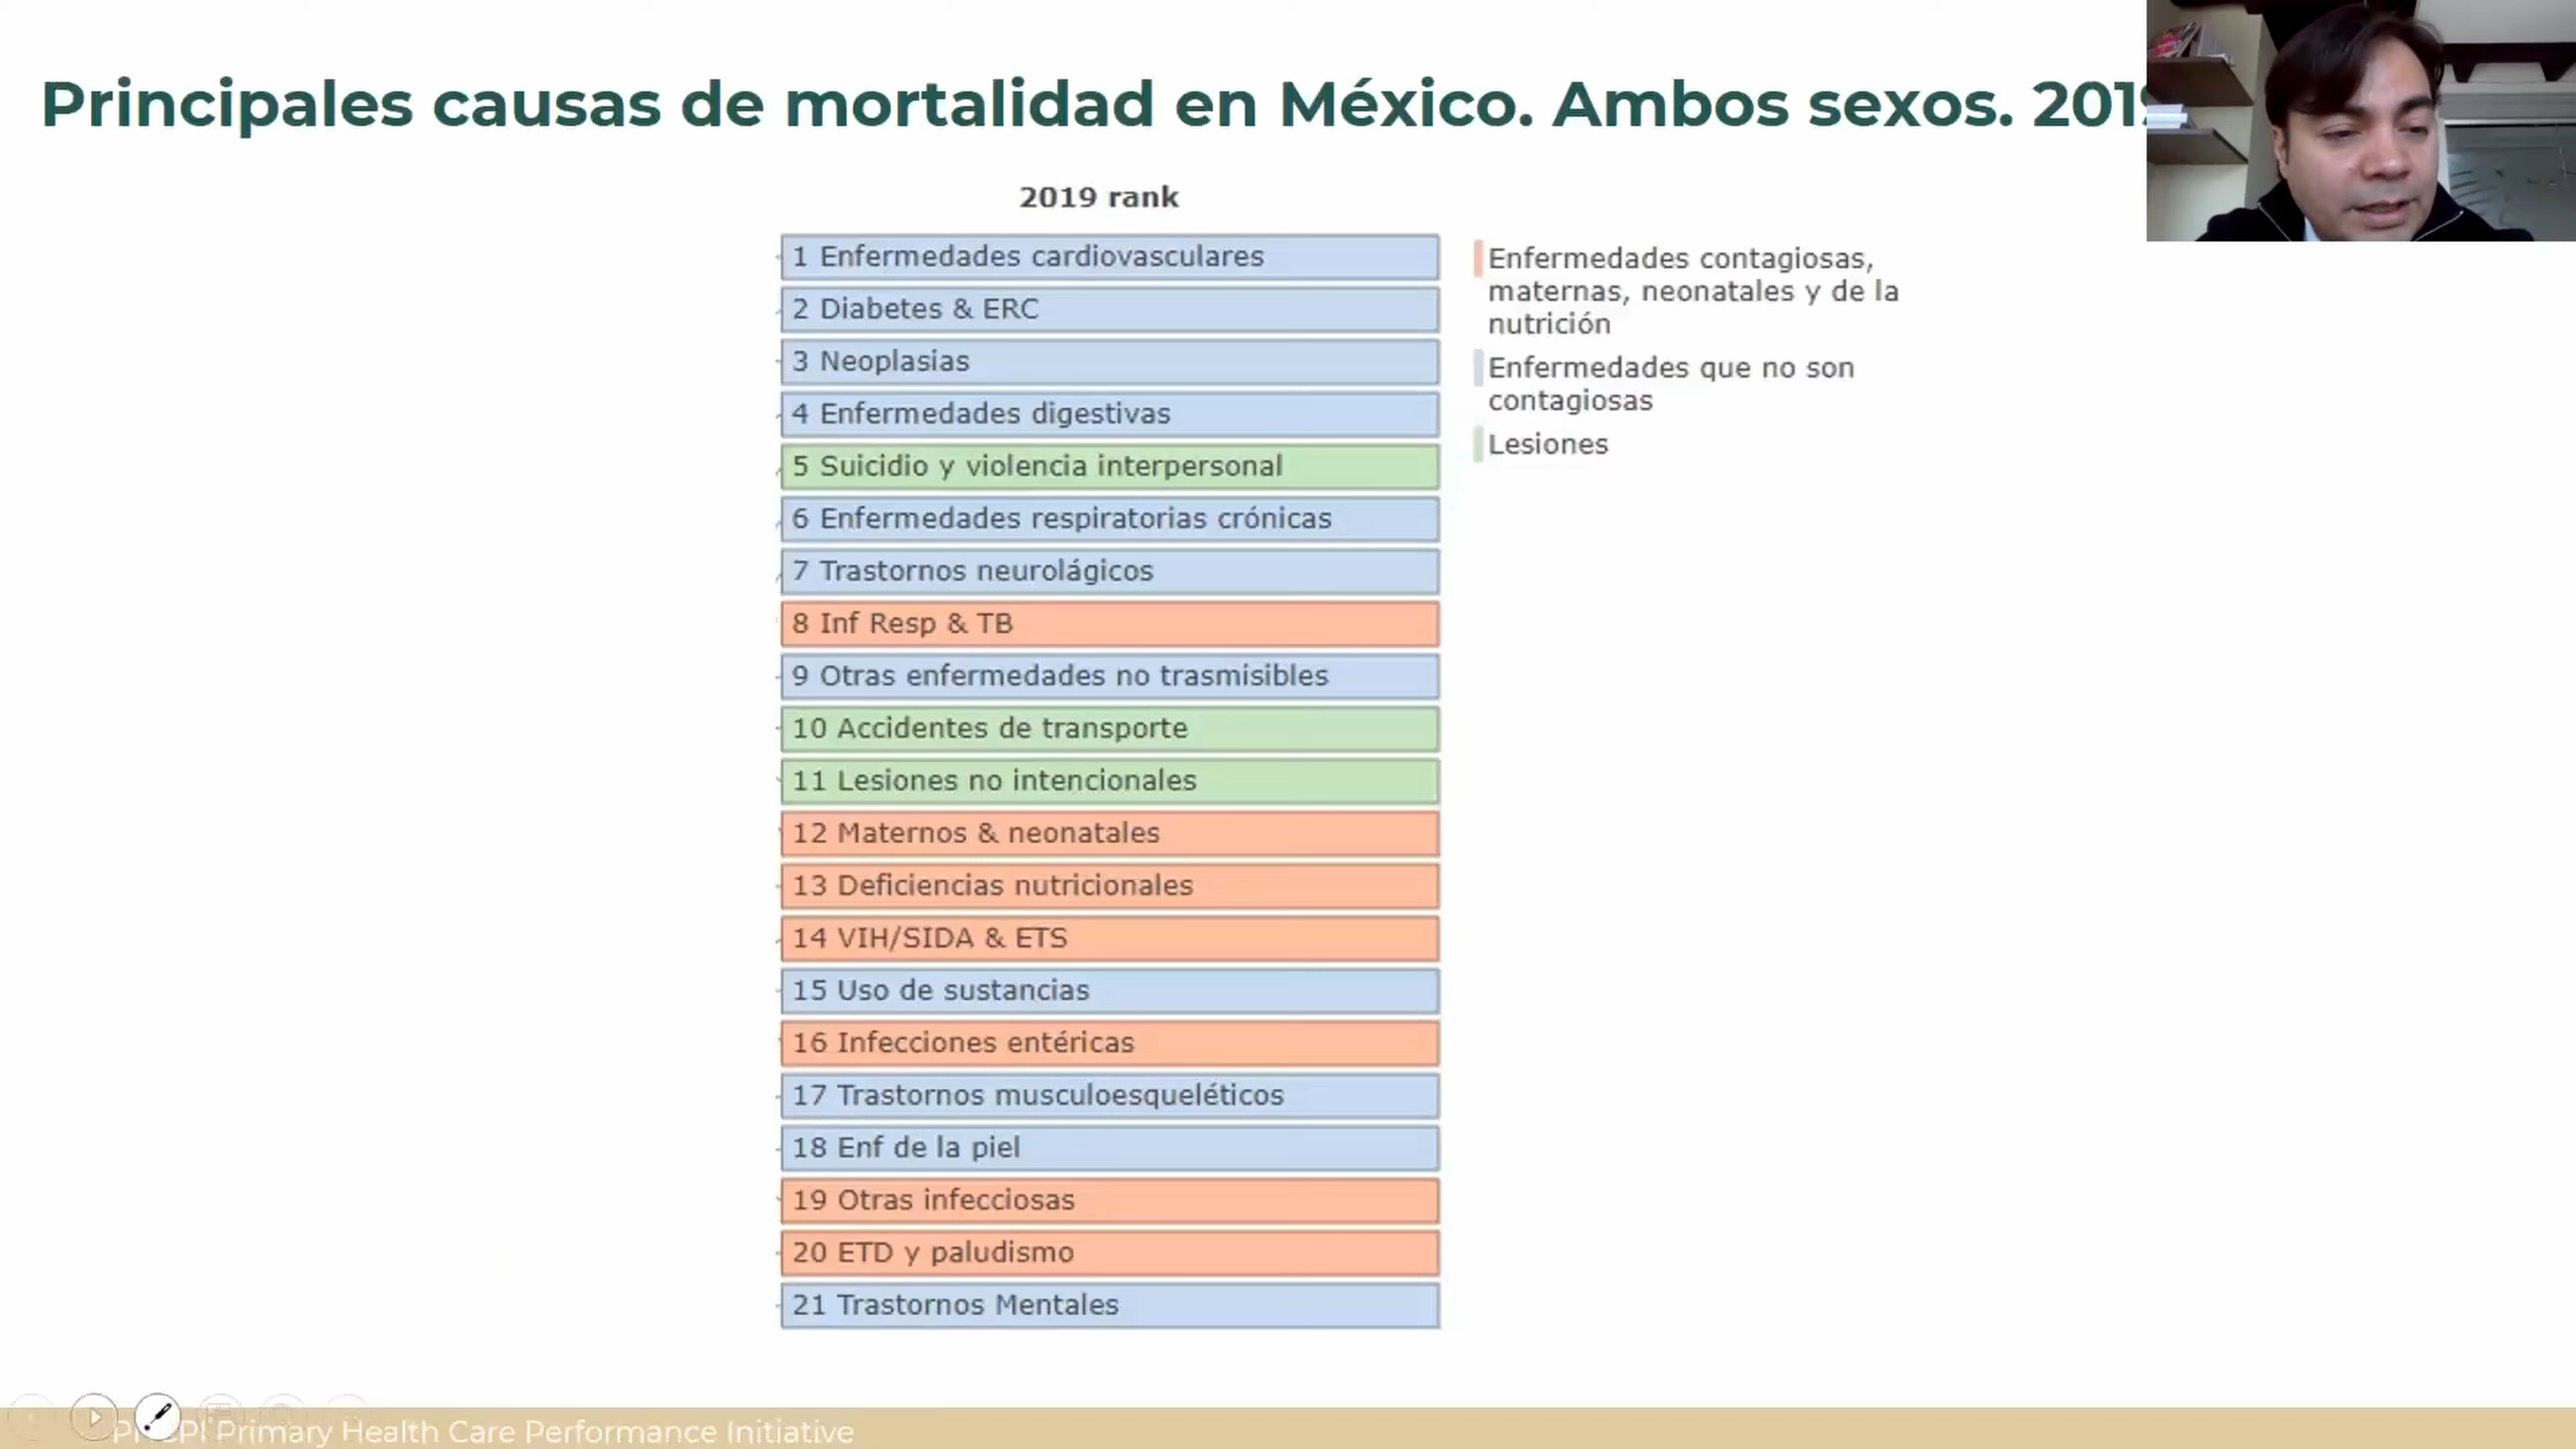 Principales causas de mortalidad en México. Ambos sexos. 201
2019 rank
1 Enfermedades cardiovasculares
2 Diabetes & ERC
3 Neoplasias
4 Enfermedades digestivas
5 Suicidio y violencia interpersonal
6 Enfermedades respiratorias crónicas
7 Trastornos neurolágicos
8 Inf Resp & TB
9 Otras enfermedades no trasmisibles
10 Accidentes de transporte
11 Lesiones no intencionales
12 Maternos & neonatales
13 Deficiencias nutricionales
14 VIH/SIDA & ETS
15 Uso de sustancias
16 Infecciones entéricas
17 Trastornos musculoesqueléticos
18 Enf de la piel
19 Otras infecciosas
20 ETD y paludismo
21 Trastornos Mentales
Enfermedades contagiosas,
maternas, neonatales y de la
nutrición
Enfermedades que no son
contagiosas
Lesiones
Primary Health Care Performance Initiative